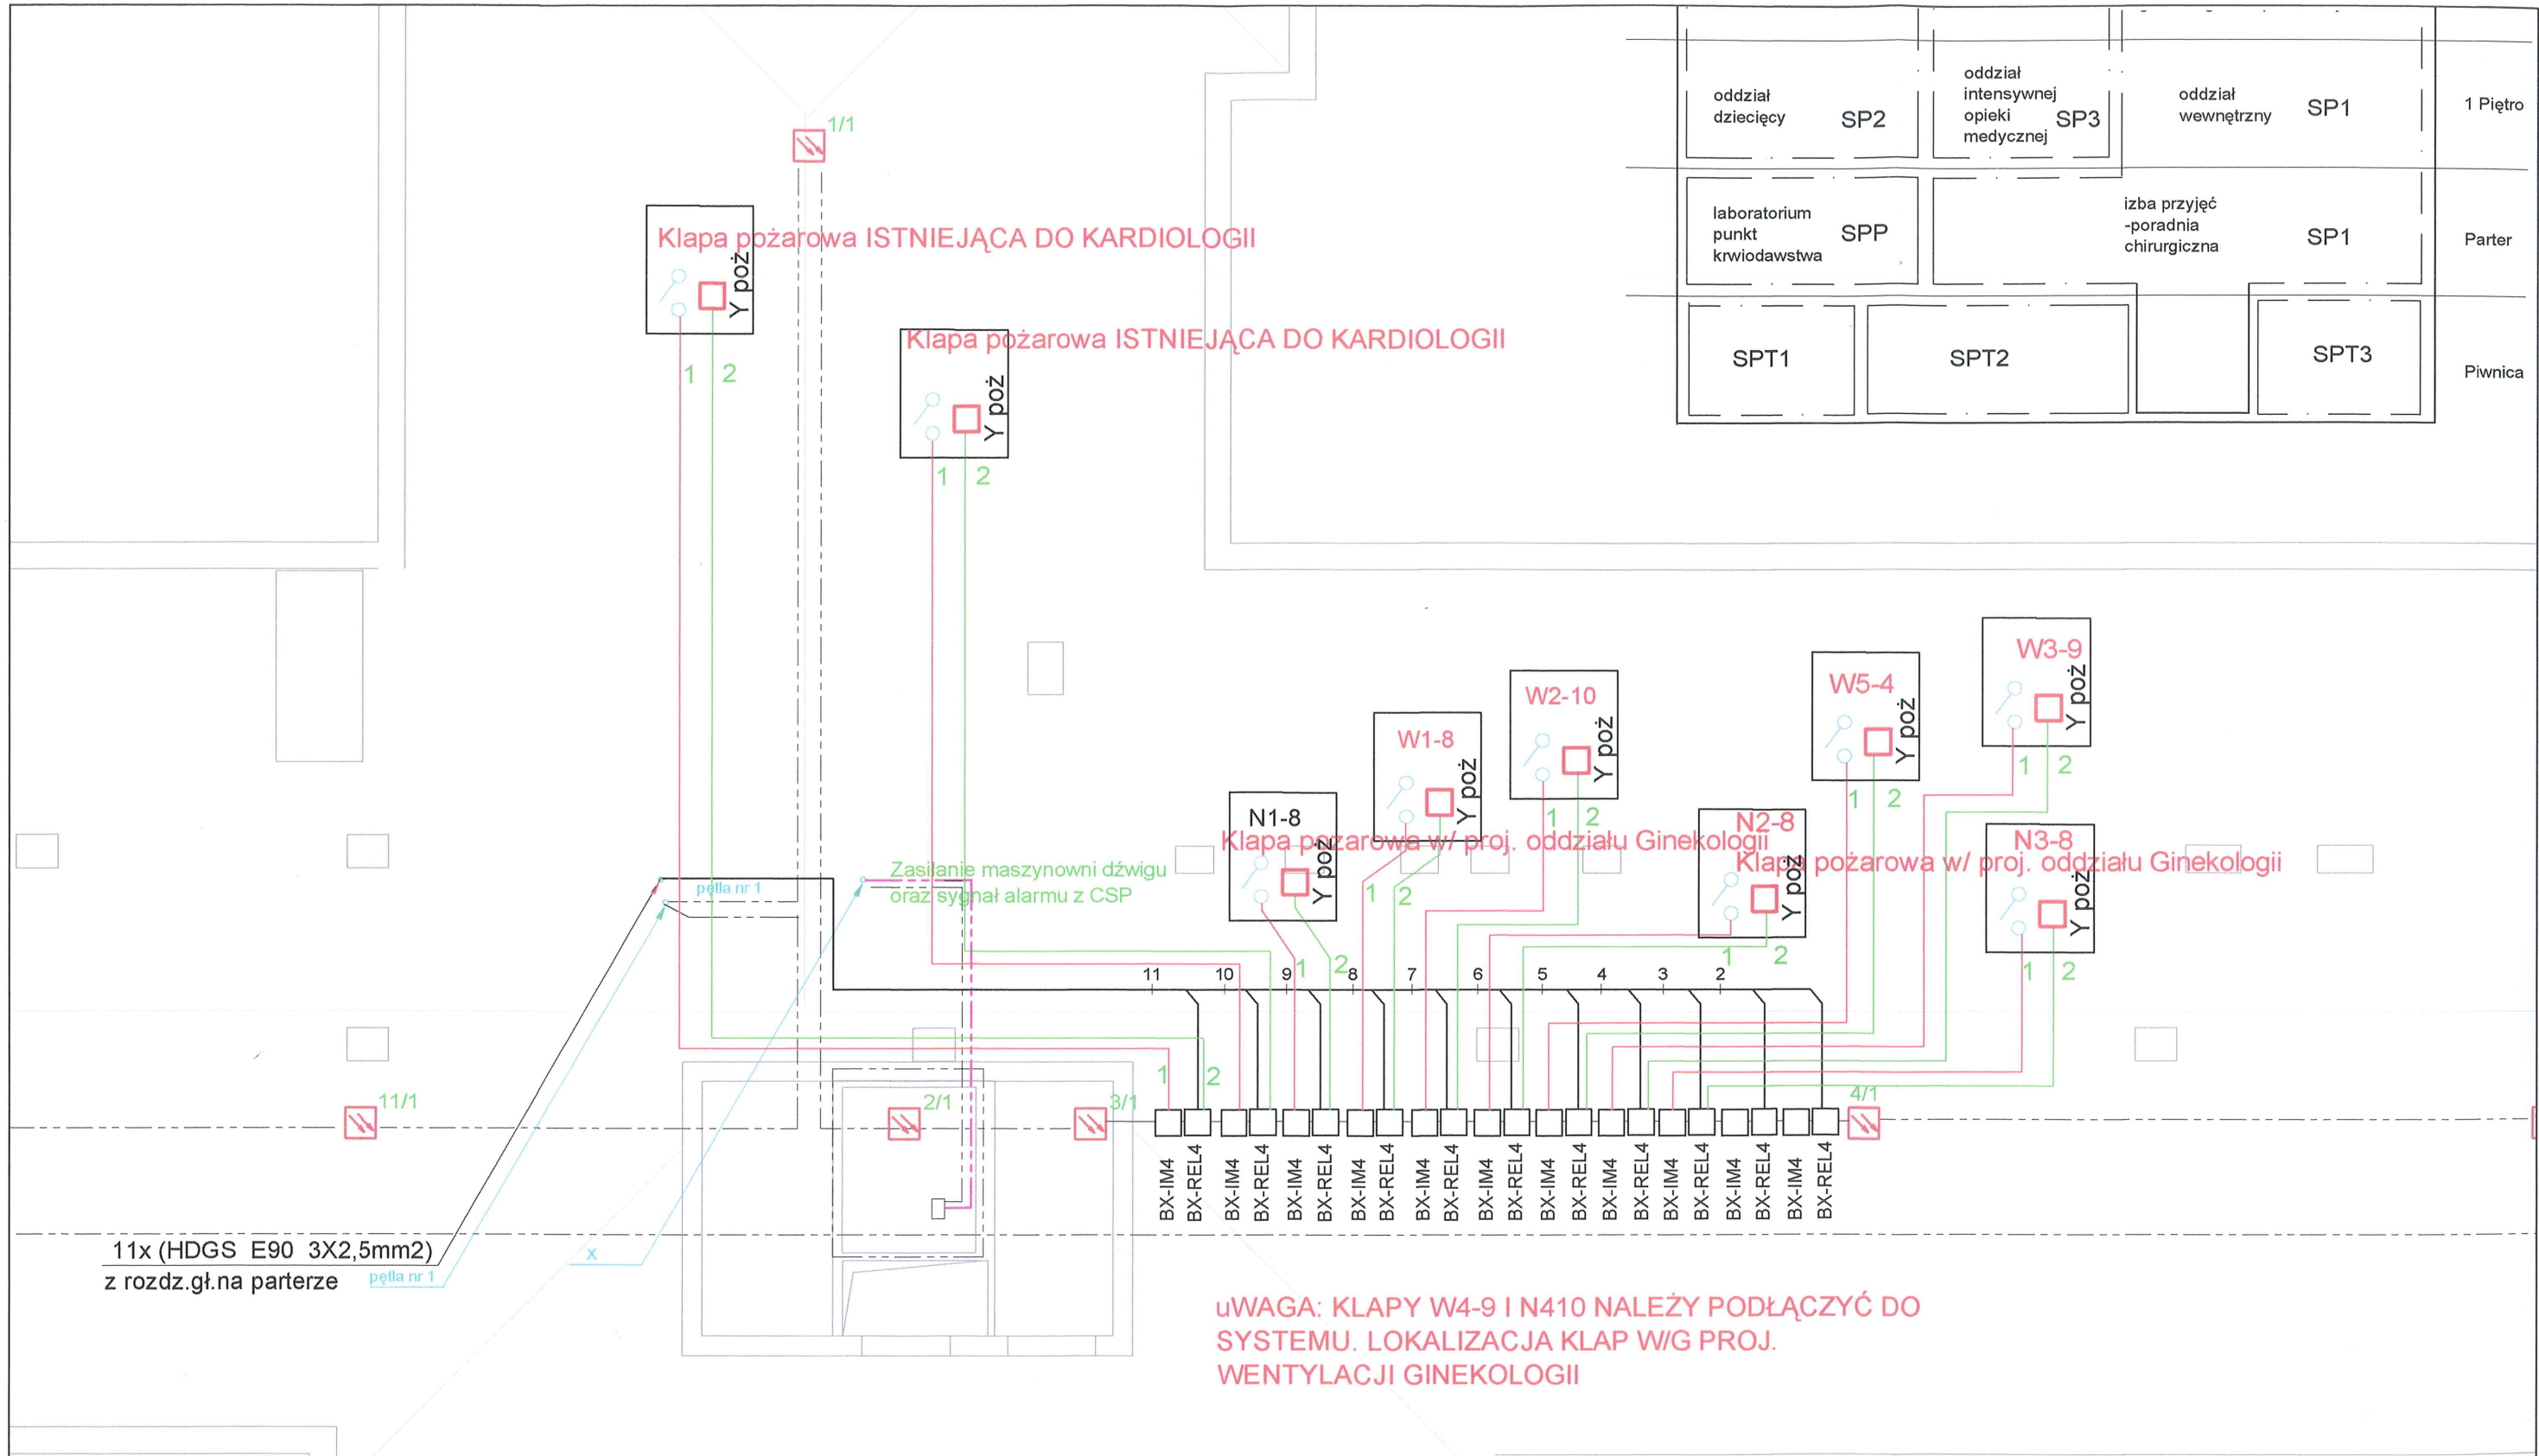 oddział
dziecięcy
SP2
oddział
intensywnej
opieki
medycznej
SP3
oddział
wewnętrzny
SP1
1 Piętro
laboratorium
punkt
krwiodawstwa
SPP
izba przyjęć
-poradnia
chirurgiczna
SP1
Parter
SPT1
SPT2
SPT3
Piwnica
1/1
Klapa pożarowa ISTNIEJĄCA DO KARDIOLOGII
Y poż
1 2
Klapa pożarowa ISTNIEJĄCA DO KARDIOLOGII
Y poż
1 2
W3-9
Y poż
1 2
W5-4
Y poż
1 2
W2-10
Y poż
1 2
W1-8
Y poż
1 2
N1-8
Y poż
1 2
Klapa pozarowa w/ proj. oddziału Ginekologii
N2-8
Y poż
1 2
N3-8
Klapa pożarowa w/ proj. oddziału Ginekologii
Y poż
1 2
Zasilanie maszynowni dźwigu
oraz sygnał alarmu z CSP
pętla nr 1
11 10 9 8 7 6 5 4 3 2
1 2
11/1
2/1
3/1
4/1
BX-IM4
BX-REL4
BX-IM4
BX-REL4
BX-IM4
BX-REL4
BX-IM4
BX-REL4
BX-IM4
BX-REL4
BX-IM4
BX-REL4
BX-IM4
BX-REL4
BX-IM4
BX-REL4
BX-IM4
BX-REL4
BX-IM4
BX-REL4
BX-IM4
BX-REL4
11x (HDGS E90 3X2,5mm2)
z rozdz.gł.na parterze
pętla nr 1
x
uWAGA: KLAPY W4-9 I N410 NALEŻY PODŁĄCZYĆ DO
SYSTEMU. LOKALIZACJA KLAP W/G PROJ.
WENTYLACJI GINEKOLOGII